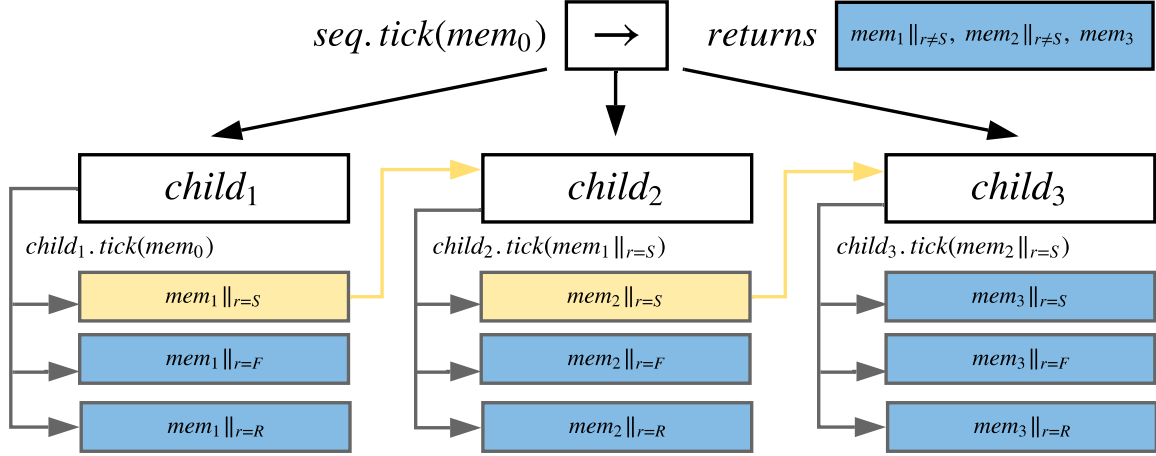 seq.tick(mem₀) → returns mem₁||r≠S, mem₂||r≠S, mem₃
child₁ child₂ child₃
child₁.tick(mem₀) child₂.tick(mem₁||r=S) child₃.tick(mem₂||r=S)
mem₁||r=S mem₂||r=S mem₃||r=S
mem₁||r=F mem₂||r=F mem₃||r=F
mem₁||r=R mem₂||r=R mem₃||r=R